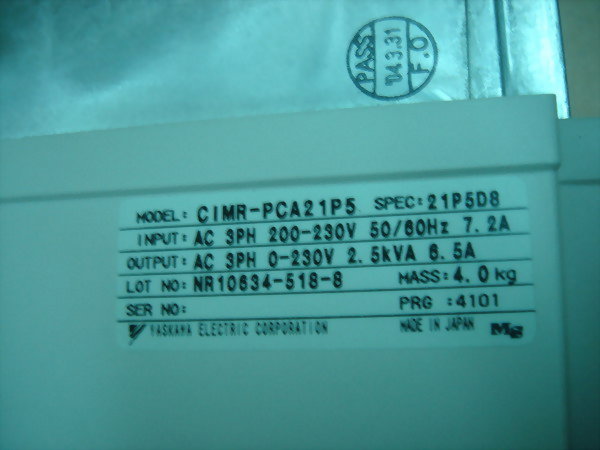 PASS
'04.3.31
F.O
MODEL: CIMR-PCA21P5 SPEC: 21P5D8
INPUT: AC 3PH 200-230V 50/60Hz 7.2A
OUTPUT: AC 3PH 0-230V 2.5kVA 6.5A
LOT NO: NR10634-518-8 MASS: 4.0kg
SER NO: PRG :4101
YASKAWA ELECTRIC CORPORATION MADE IN JAPAN MS